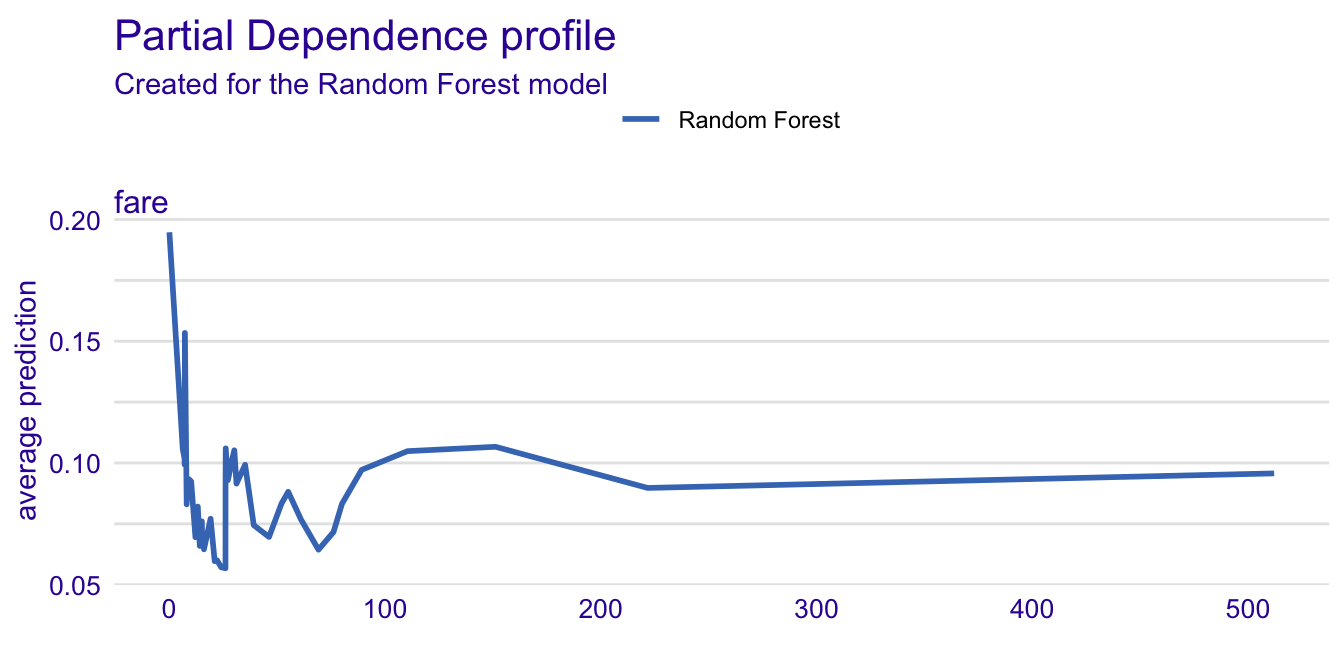 Partial Dependence profile
Created for the Random Forest model
Random Forest
fare
average prediction
0.20
0.15
0.10
0.05
0 100 200 300 400 500